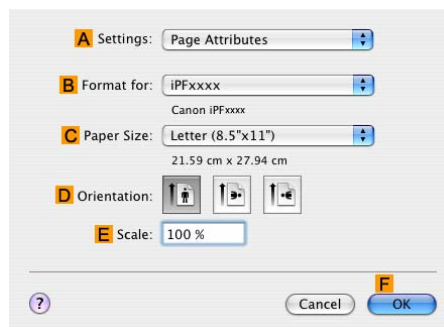 A Settings: Page Attributes
B Format for: iPFxxxx
Canon iPFxxxx
C Paper Size: Letter (8.5"x11")
21.59 cm x 27.94 cm
D Orientation:
E Scale: 100 %
F
? Cancel OK